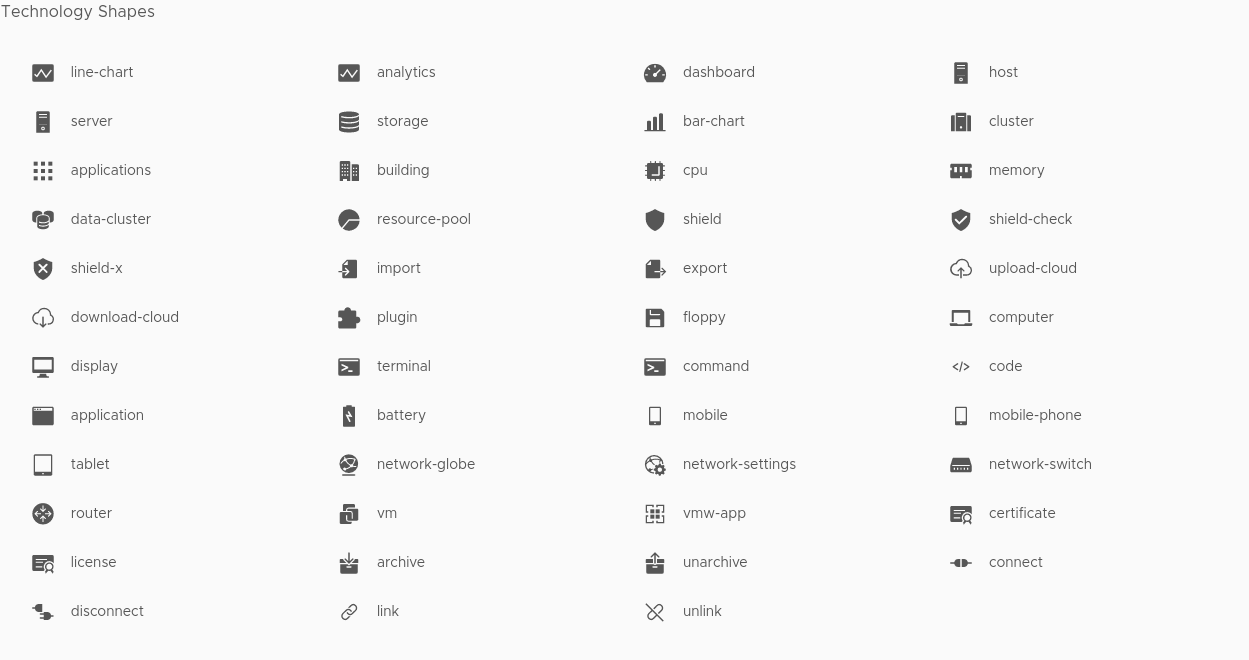 Technology Shapes
line-chart analytics dashboard host
server storage bar-chart cluster
applications building cpu memory
data-cluster resource-pool shield shield-check
shield-x import export upload-cloud
download-cloud plugin floppy computer
display terminal command code
application battery mobile mobile-phone
tablet network-globe network-settings network-switch
router vm vmw-app certificate
license archive unarchive connect
disconnect link unlink